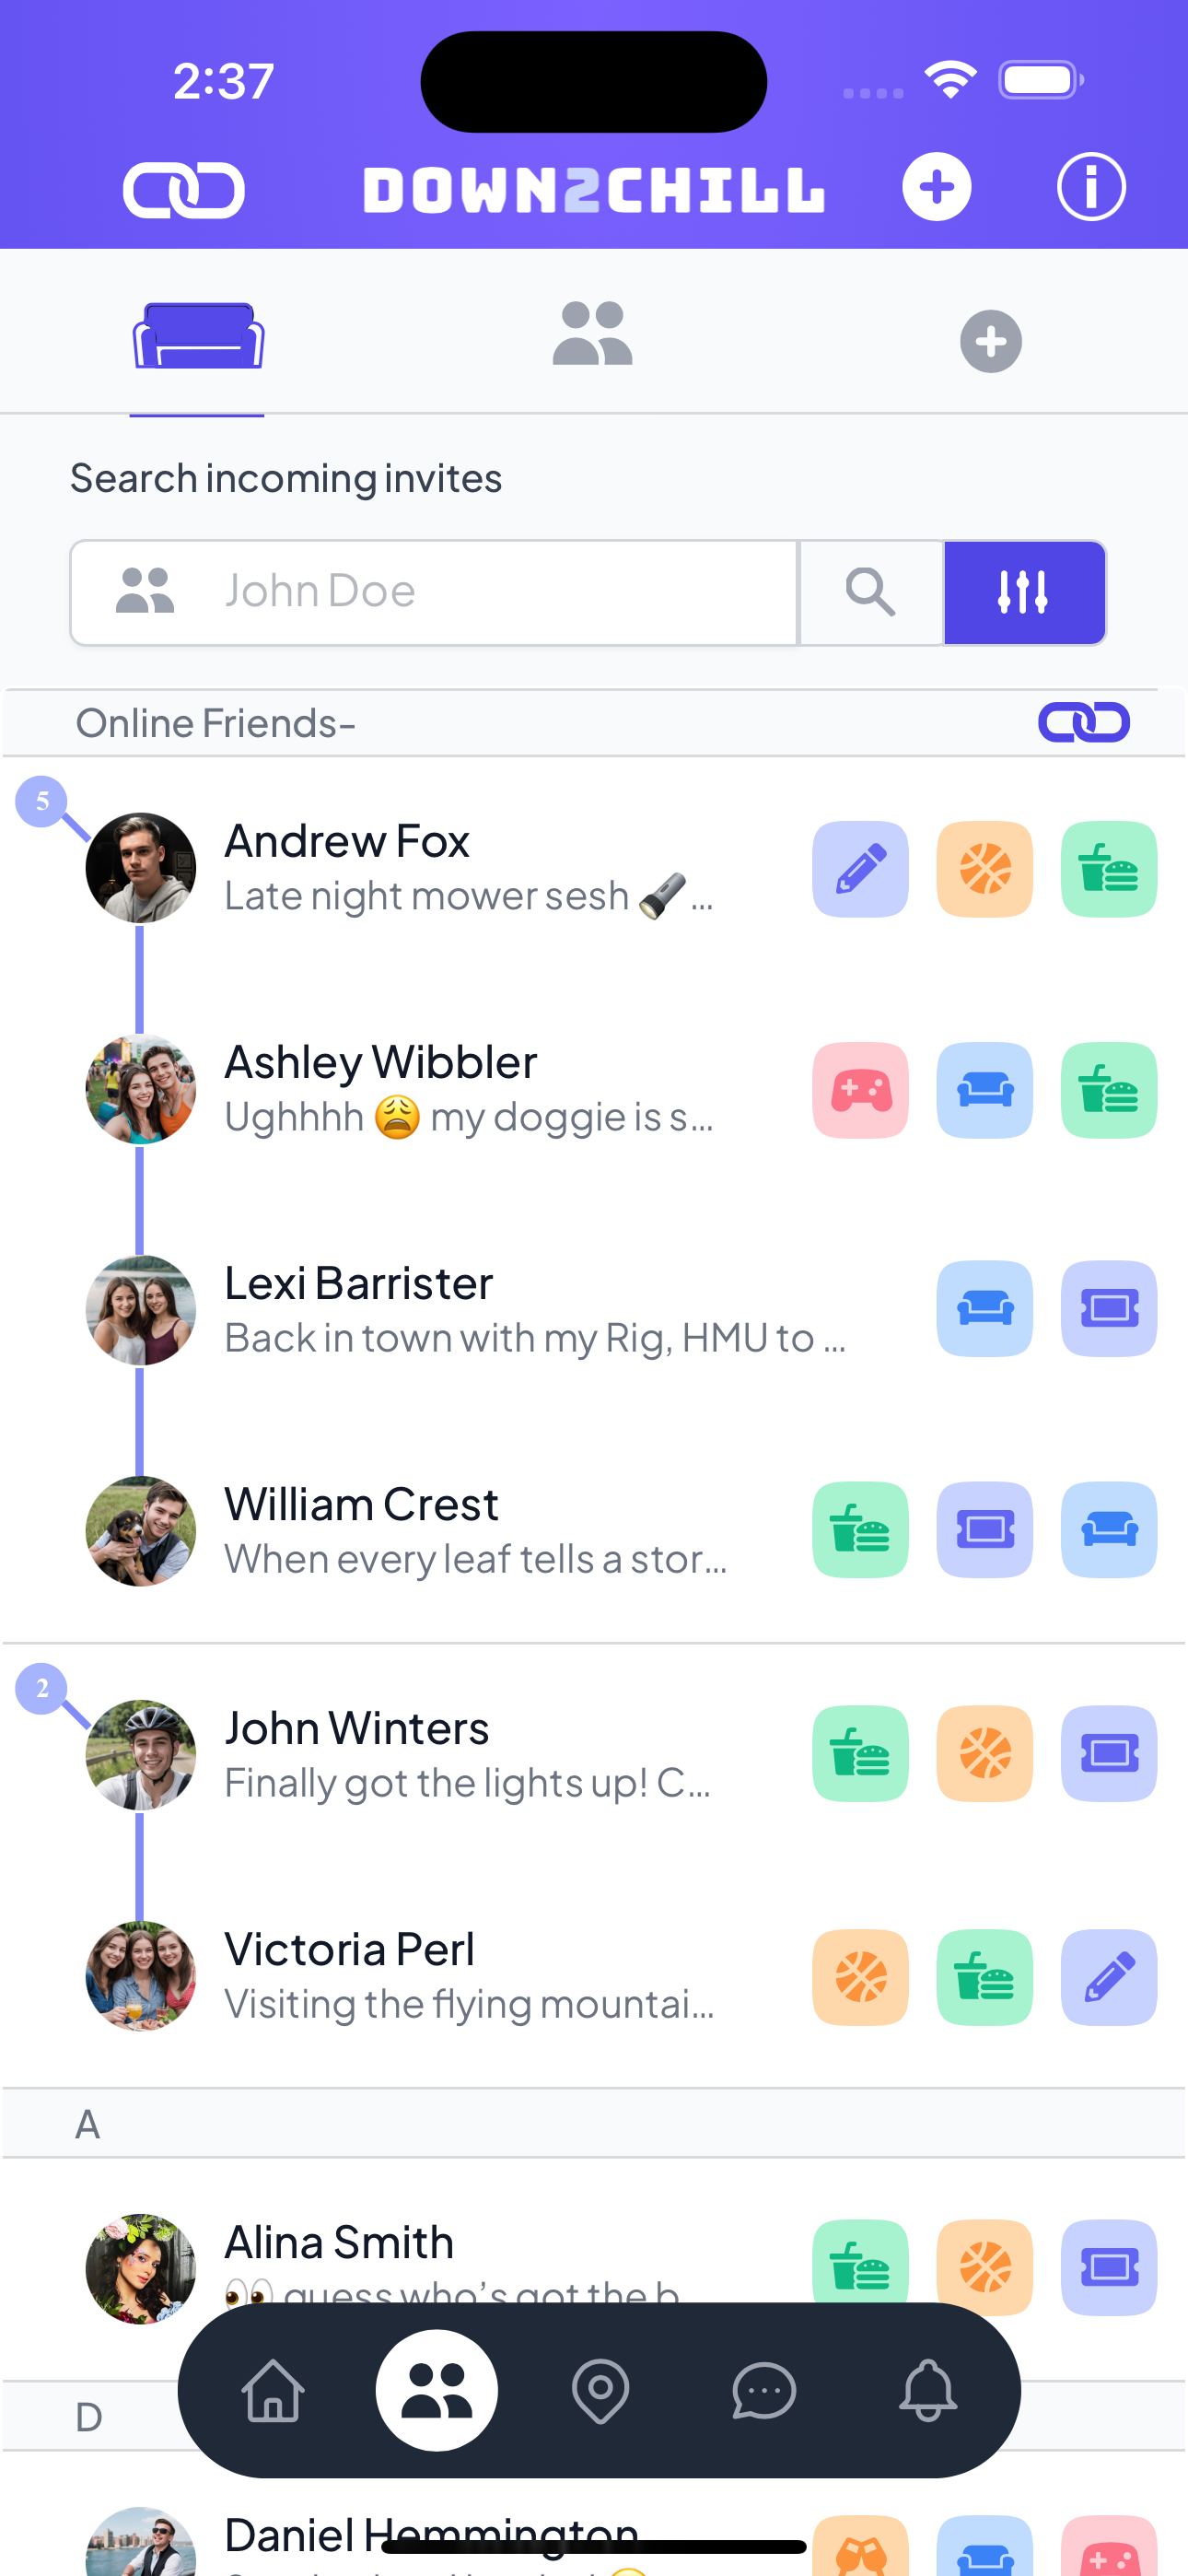 2:37
DOWN2CHILL
Search incoming invites
John Doe
Online Friends-
5
Andrew Fox
Late night mower sesh 🔦...
Ashley Wibbler
Ughhhh 😩 my doggie is s...
Lexi Barrister
Back in town with my Rig, HMU to ...
William Crest
When every leaf tells a stor...
2
John Winters
Finally got the lights up! C...
Victoria Perl
Visiting the flying mountai...
A
Alina Smith
👀 guess who's got the b
D
Daniel Hemmington